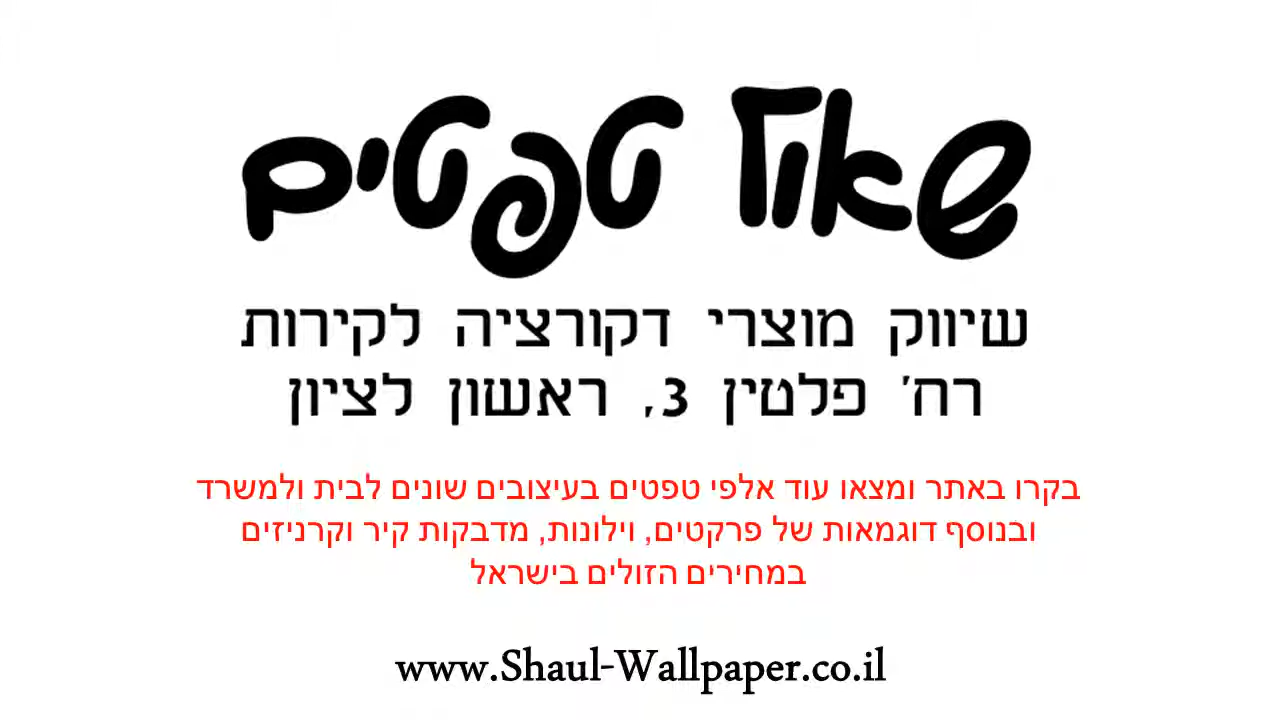 שאול טפטים
שיווק מוצרי דקורציה לקירות
רח' פלטין 3, ראשון לציון
בקרו באתר ומצאו עוד אלפי טפטים בעיצובים שונים לבית ולמשרד
ובנוסף דוגמאות של פרקטים, וילונות, מדבקות קיר וקרניזים
במחירים הזולים בישראל
www.Shaul-Wallpaper.co.il